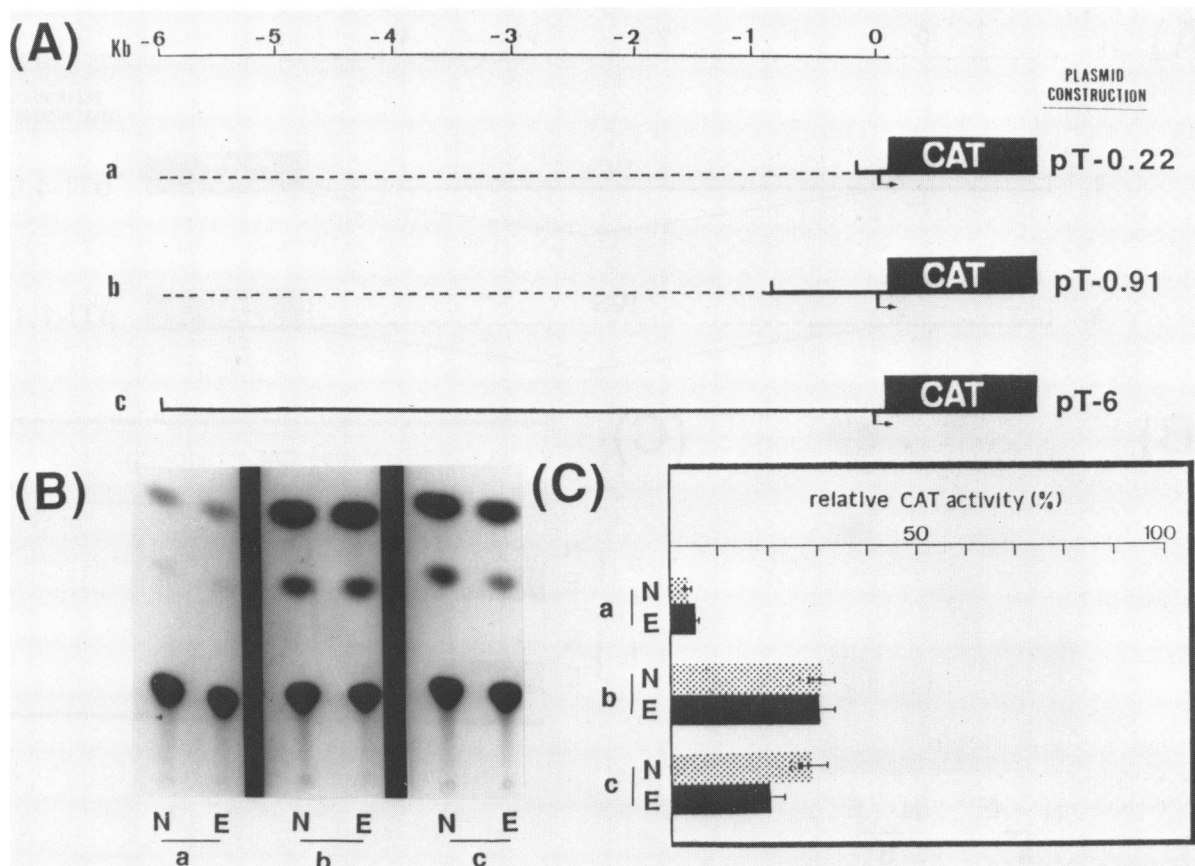 (A)
Kb -6 -5 -4 -3 -2 -1 0
PLASMID
CONSTRUCTION
a CAT pT-0.22
b CAT pT-0.91
c CAT pT-6
(B)
N E N E N E
a b c
(C)
relative CAT activity (%)
50 100
a N
E
b N
E
c N
E